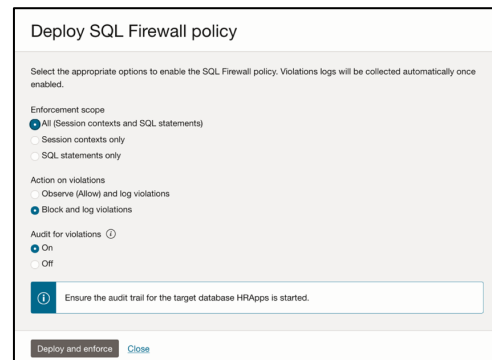 Deploy SQL Firewall policy
Select the appropriate options to enable the SQL Firewall policy. Violations logs will be collected automatically once
enabled.
Enforcement scope
All (Session contexts and SQL statements)
Session contexts only
SQL statements only
Action on violations
Observe (Allow) and log violations
Block and log violations
Audit for violations
On
Off
Ensure the audit trail for the target database HRApps is started.
Deploy and enforce Close